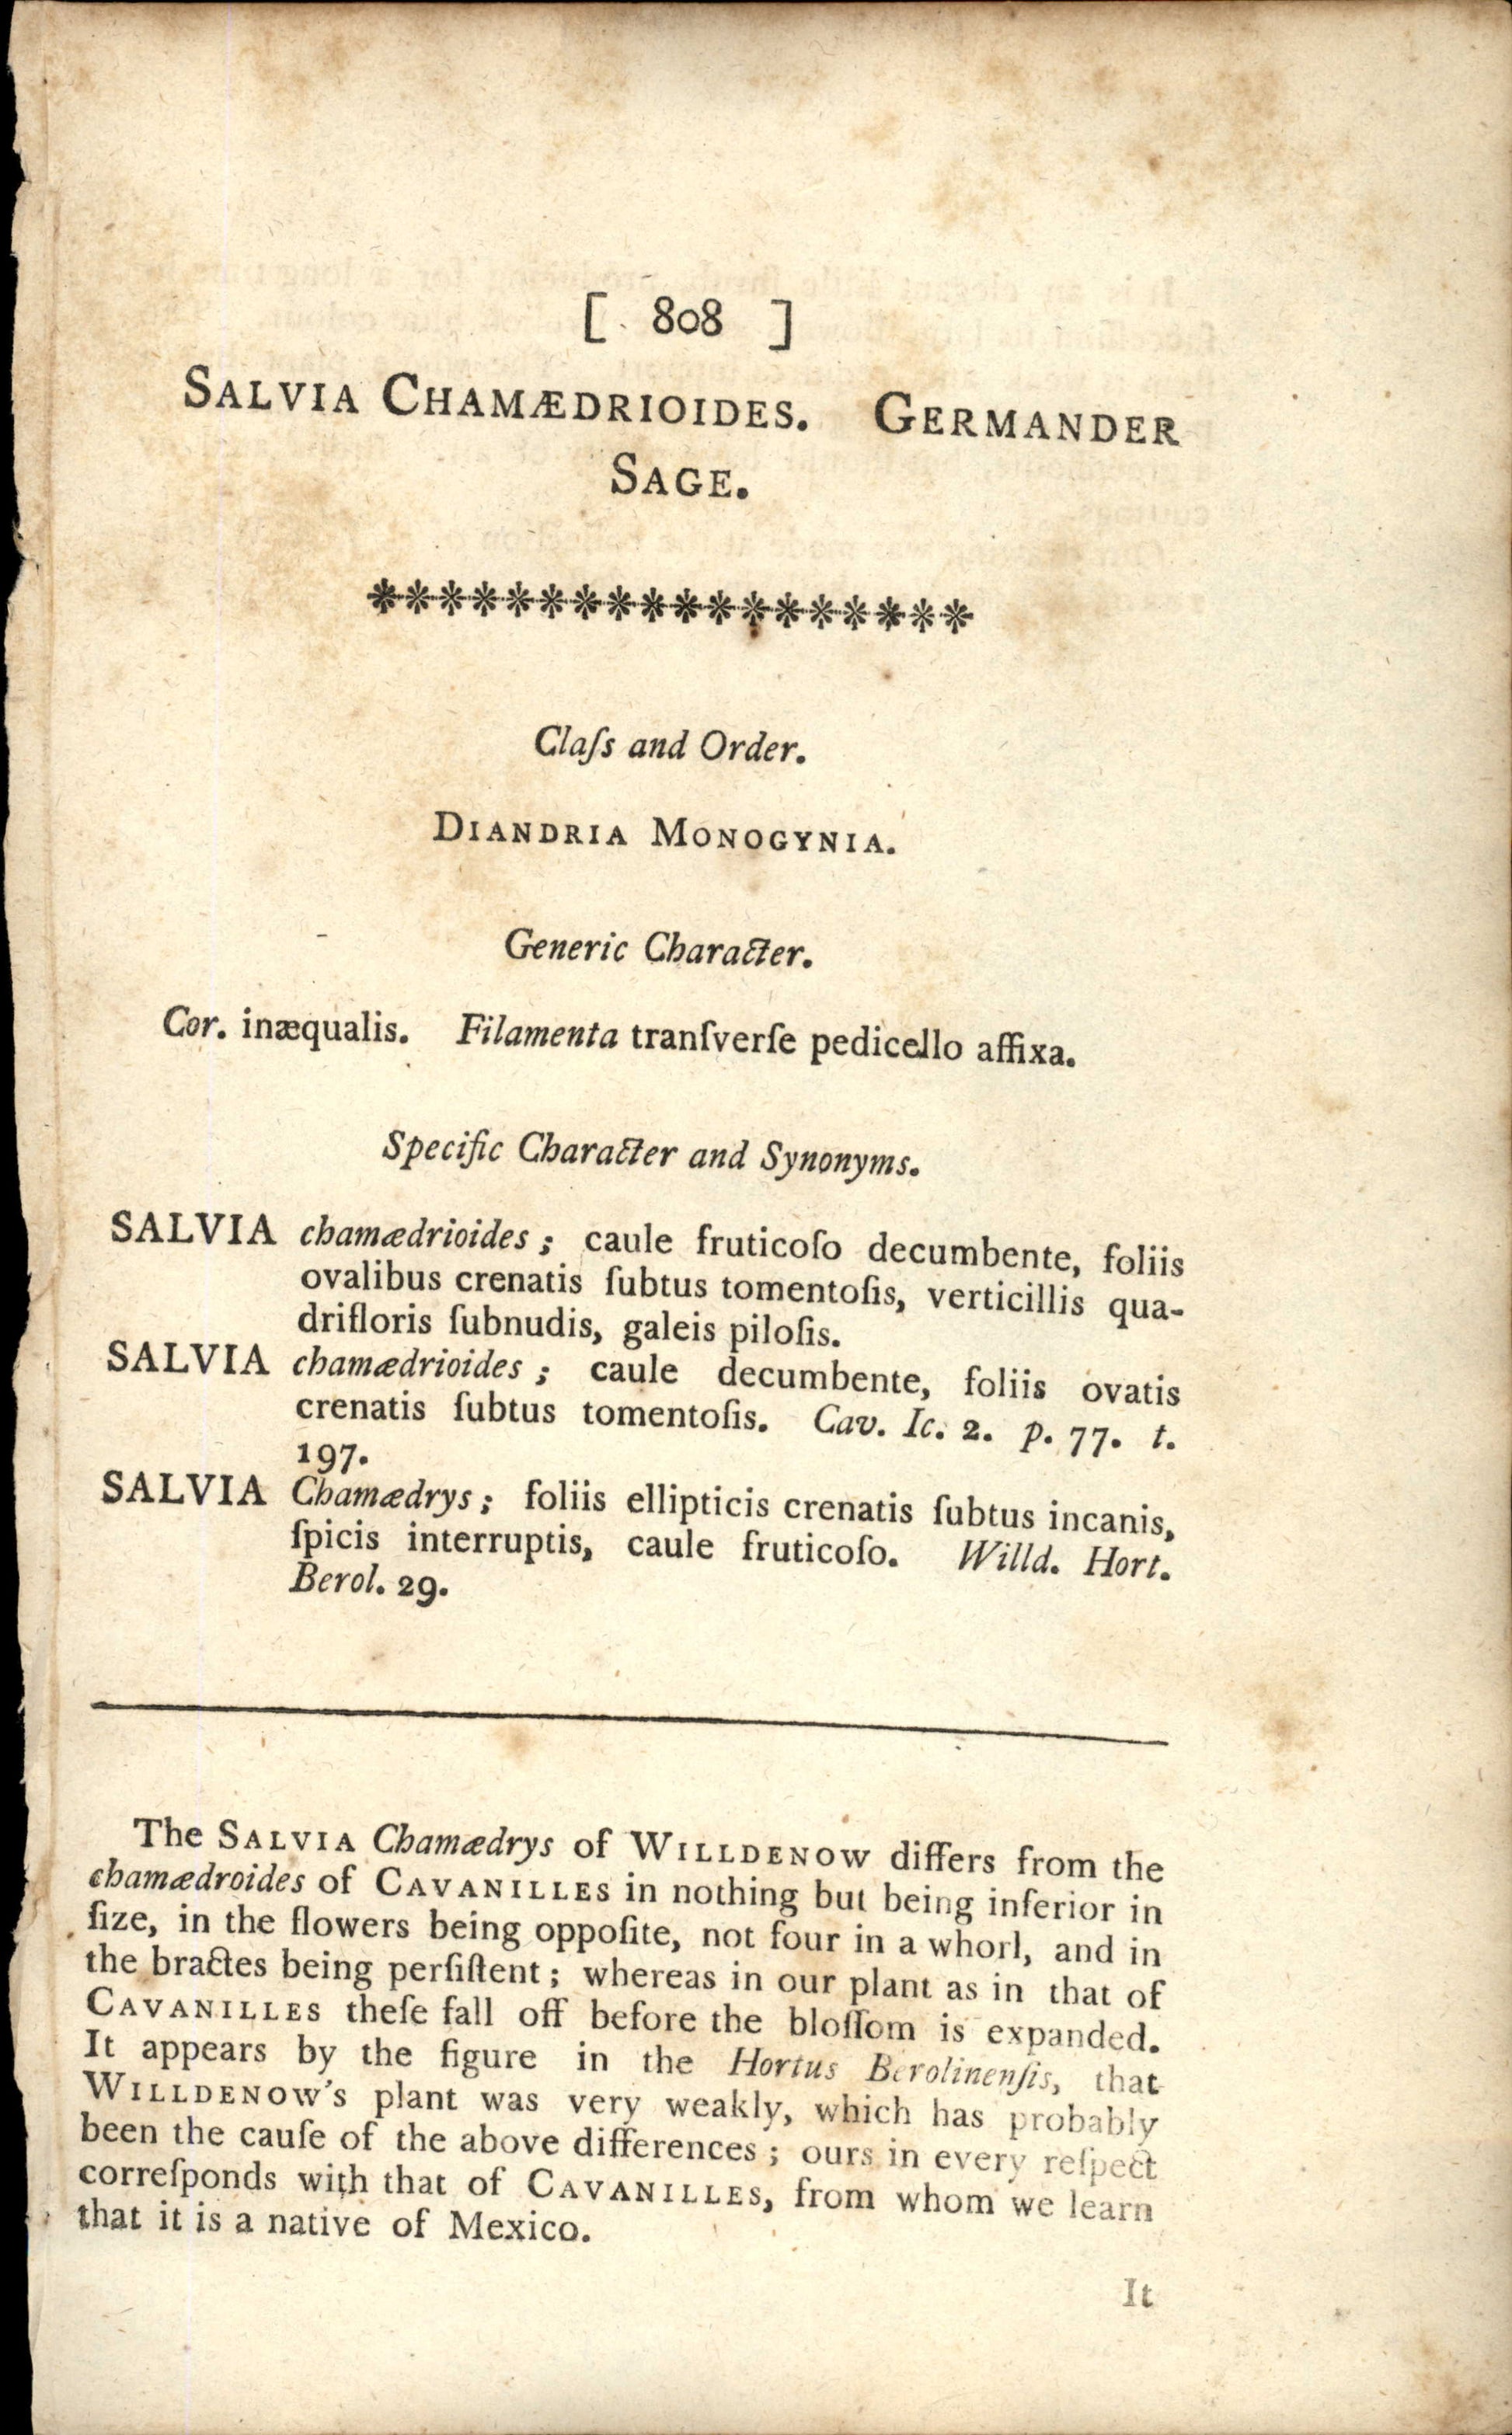 [ 808 ]
SALVIA CHAMÆDRIOIDES. GERMANDER
SAGE.
******************
Claſs and Order.
DIANDRIA MONOGYNIA.
Generic Character.
Cor. inæqualis. Filamenta tranſverſe pedicello affixa.
Specific Character and Synonyms.
SALVIA chamædrioides; caule fruticoſo decumbente, foliis
ovalibus crenatis ſubtus tomentoſis, verticillis qua-
drifloris ſubnudis, galeis piloſis.
SALVIA chamædrioides; caule decumbente, foliis ovatis
crenatis ſubtus tomentoſis. Cav. Ic. 2. p. 77. t.
197.
SALVIA Chamædrys; foliis ellipticis crenatis ſubtus incanis,
ſpicis interruptis, caule fruticoſo. Willd. Hort.
Berol. 29.
The SALVIA Chamædrys of WILLDENOW differs from the
chamædroides of CAVANILLES in nothing but being inferior in
ſize, in the flowers being oppoſite, not four in a whorl, and in
the bractes being perſiſtent; whereas in our plant as in that of
CAVANILLES theſe fall off before the bloſſom is expanded.
It appears by the figure in the Hortus Berolinenſis, that
WILLDENOW'S plant was very weakly, which has probably
been the cauſe of the above differences; ours in every reſpect
correſponds with that of CAVANILLES, from whom we learn
that it is a native of Mexico.
It